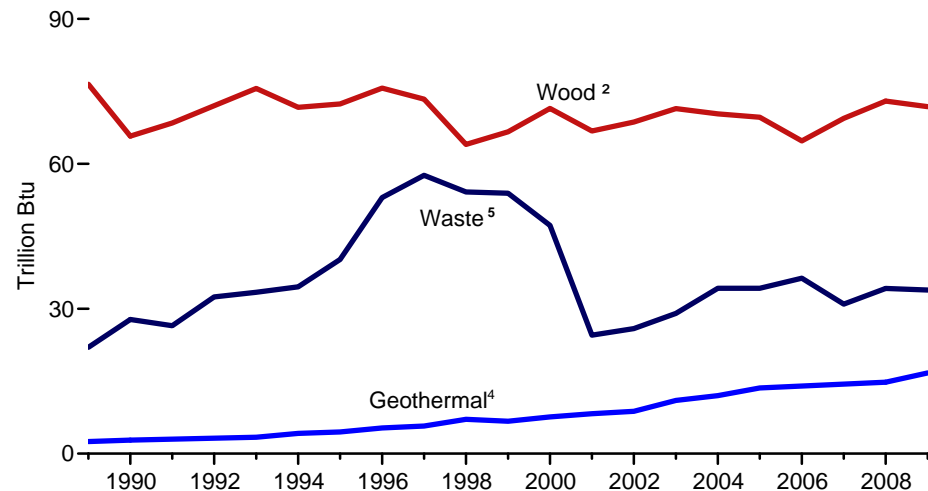 90
Wood ²
60
Waste ⁵
Trillion Btu
30
Geothermal⁴
0
1990 1992 1994 1996 1998 2000 2002 2004 2006 2008